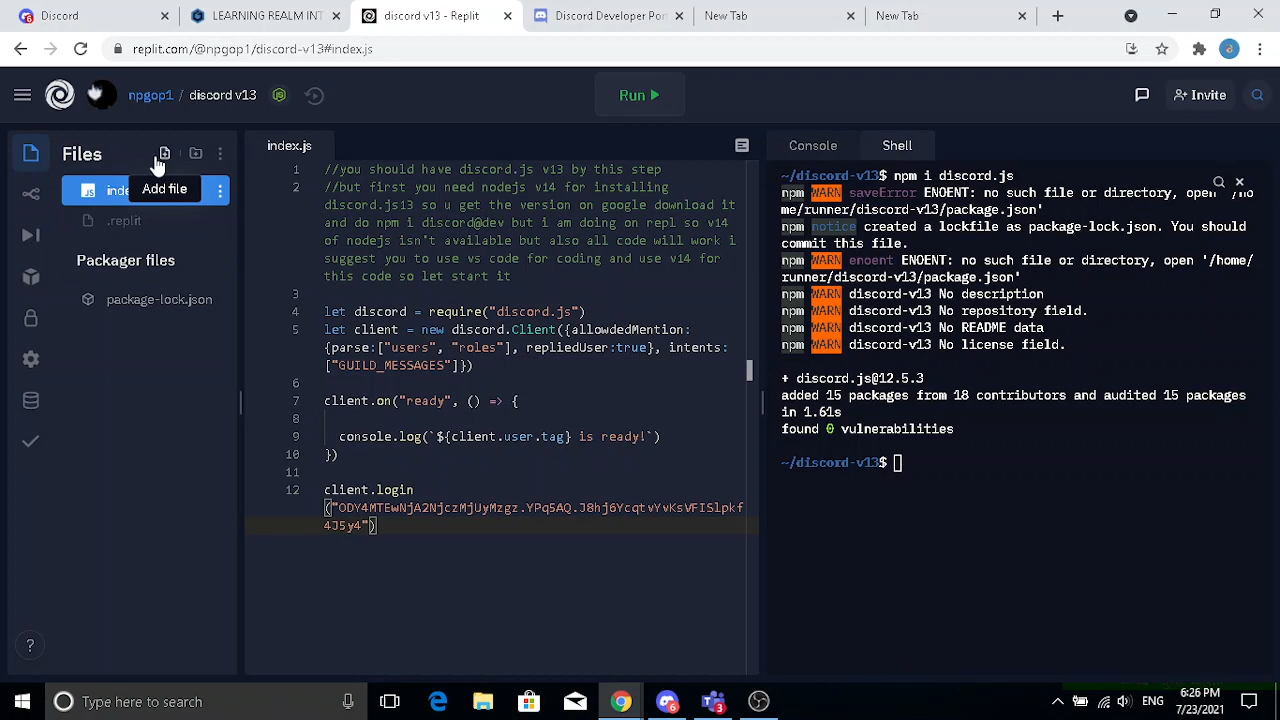 discord v13 - Replit
Discord Developer Por
New Tab
New Tab
LEARNING REALM INT
replit.com/@npgop1/discord-v13#index.js
npgop1 / discord v13
Run
Invite
Files
Add file
.replit
Packager files
package-lock.json
index.js
1 //you should have discord.js v13 by this step
2 //but first you need nodejs v14 for installing
discord.js13 so u get the version on google download it
and do npm i discord@dev but i am doing on repl so v14
of nodejs isn't available but also all code will work i
suggest you to use vs code for coding and use v14 for
this code so let start it
3
4 let discord = require("discord.js")
5 let client = new discord.Client({allowdedMention:
{parse:["users", "roles"], repliedUser:true}, intents:
["GUILD_MESSAGES"]})
6
7 client.on("ready", () => {
8
9 console.log(`${client.user.tag} is ready!`)
10 })
11
12 client.login
Console
Shell
~/discord-v13$ npm i discord.js
npm WARN saveError ENOENT: no such file or directory, open '/ho
me/runner/discord-v13/package.json'
npm notice created a lockfile as package-lock.json. You should
commit this file.
npm WARN enoent ENOENT: no such file or directory, open '/home/
runner/discord-v13/package.json'
npm WARN discord-v13 No description
npm WARN discord-v13 No repository field.
npm WARN discord-v13 No README data
npm WARN discord-v13 No license field.
+ discord.js@12.5.3
added 15 packages from 18 contributors and audited 15 packages
in 1.61s
found 0 vulnerabilities
~/discord-v13$
Type here to search
ENG
6:26 PM
7/23/2021